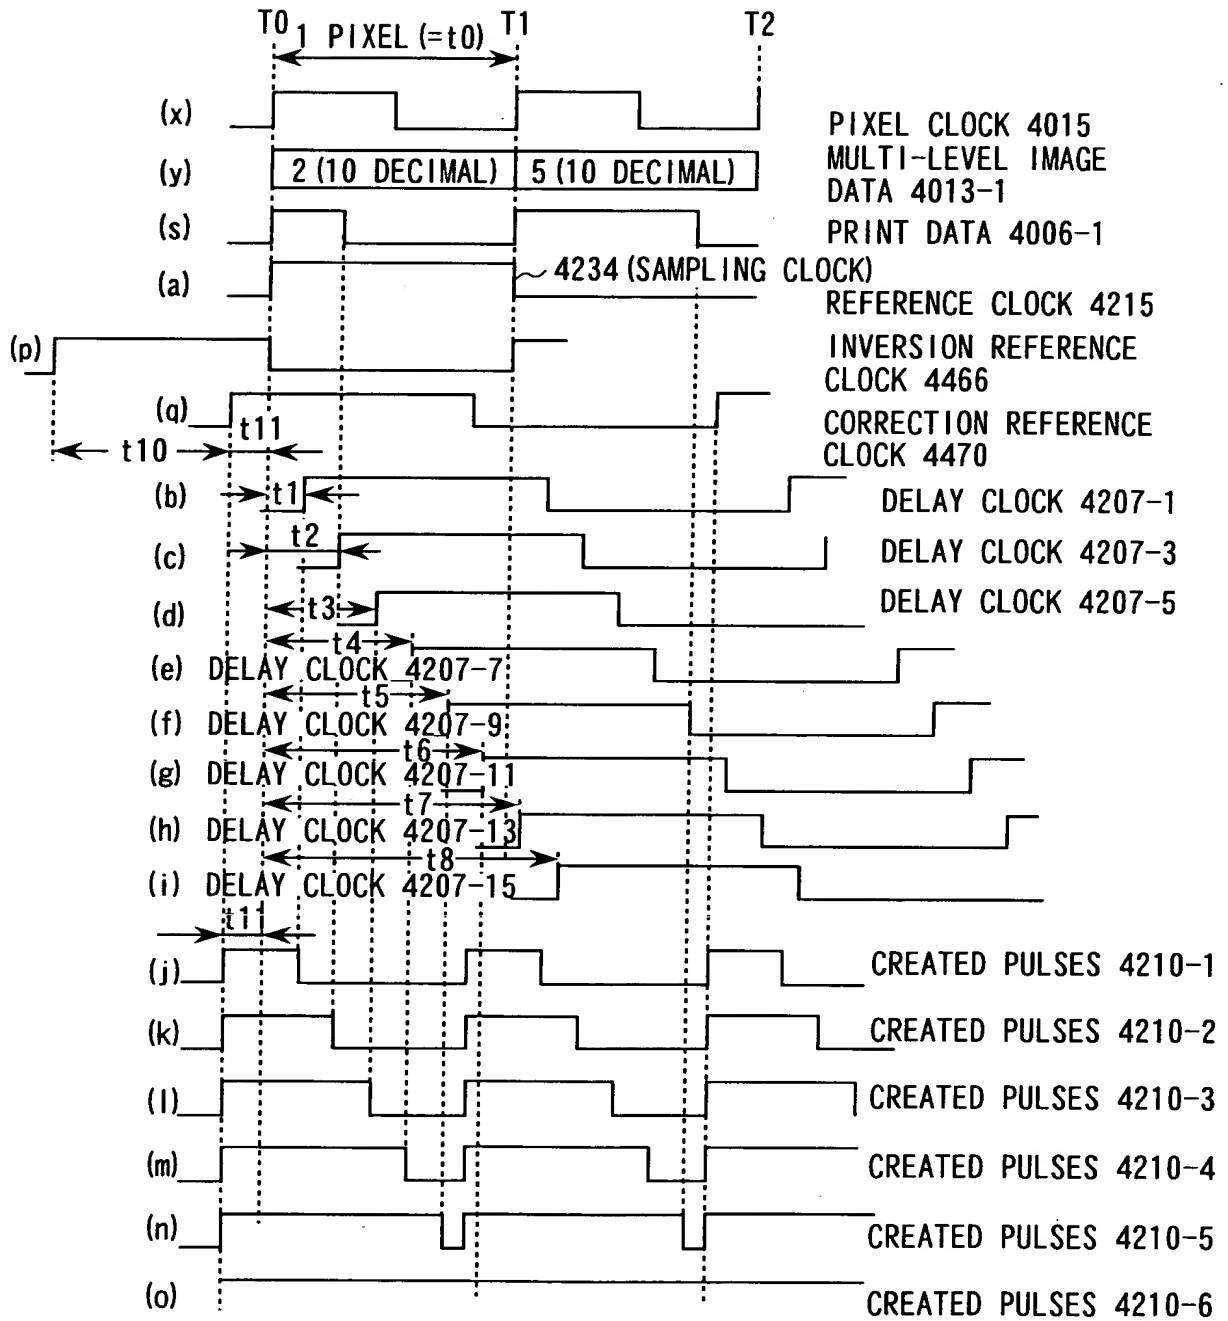 T0 1 PIXEL (=t0) T1 T2
(x) PIXEL CLOCK 4015
(y) 2 (10 DECIMAL) 5 (10 DECIMAL) MULTI-LEVEL IMAGE
DATA 4013-1
(s) PRINT DATA 4006-1
(a) 4234 (SAMPLING CLOCK)
REFERENCE CLOCK 4215
(p) INVERSION REFERENCE
CLOCK 4466
(q) t11 CORRECTION REFERENCE
t10 CLOCK 4470
(b) t1 DELAY CLOCK 4207-1
t2
(c) DELAY CLOCK 4207-3
(d) t3 DELAY CLOCK 4207-5
t4
(e) DELAY CLOCK 4207-7
t5
(f) DELAY CLOCK 4207-9
t6
(g) DELAY CLOCK 4207-11
t7
(h) DELAY CLOCK 4207-13
t8
(i) DELAY CLOCK 4207-15
t11
(j) CREATED PULSES 4210-1
(k) CREATED PULSES 4210-2
(l) CREATED PULSES 4210-3
(m) CREATED PULSES 4210-4
(n) CREATED PULSES 4210-5
(o) CREATED PULSES 4210-6